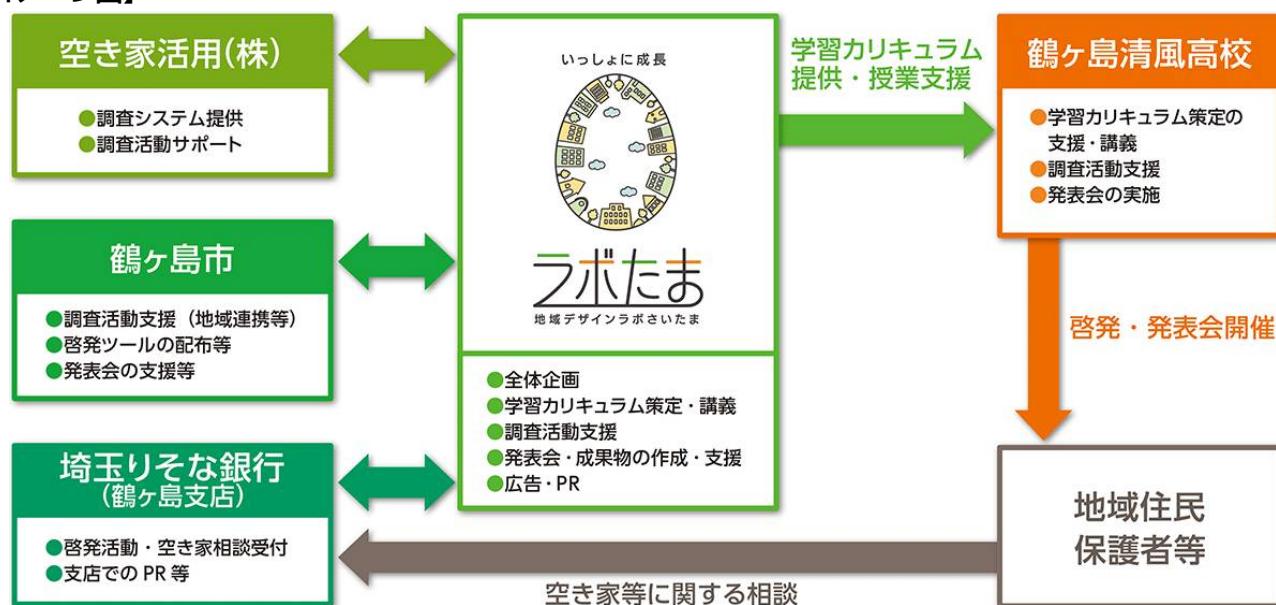 空き家活用(株)
●調査システム提供
●調査活動サポート
鶴ヶ島市
●調査活動支援（地域連携等）
●啓発ツールの配布等
●発表会の支援等
埼玉りそな銀行
(鶴ヶ島支店)
●啓発活動・空き家相談受付
●支店でのPR等
いっしょに成長
ラボたま
地域デザインラボさいたま
●全体企画
●学習カリキュラム策定・講義
●調査活動支援
●発表会・成果物の作成・支援
●広告・PR
学習カリキュラム
提供・授業支援
鶴ヶ島清風高校
●学習カリキュラム策定の
支援・講義
●調査活動支援
●発表会の実施
啓発・発表会開催
地域住民
保護者等
空き家等に関する相談